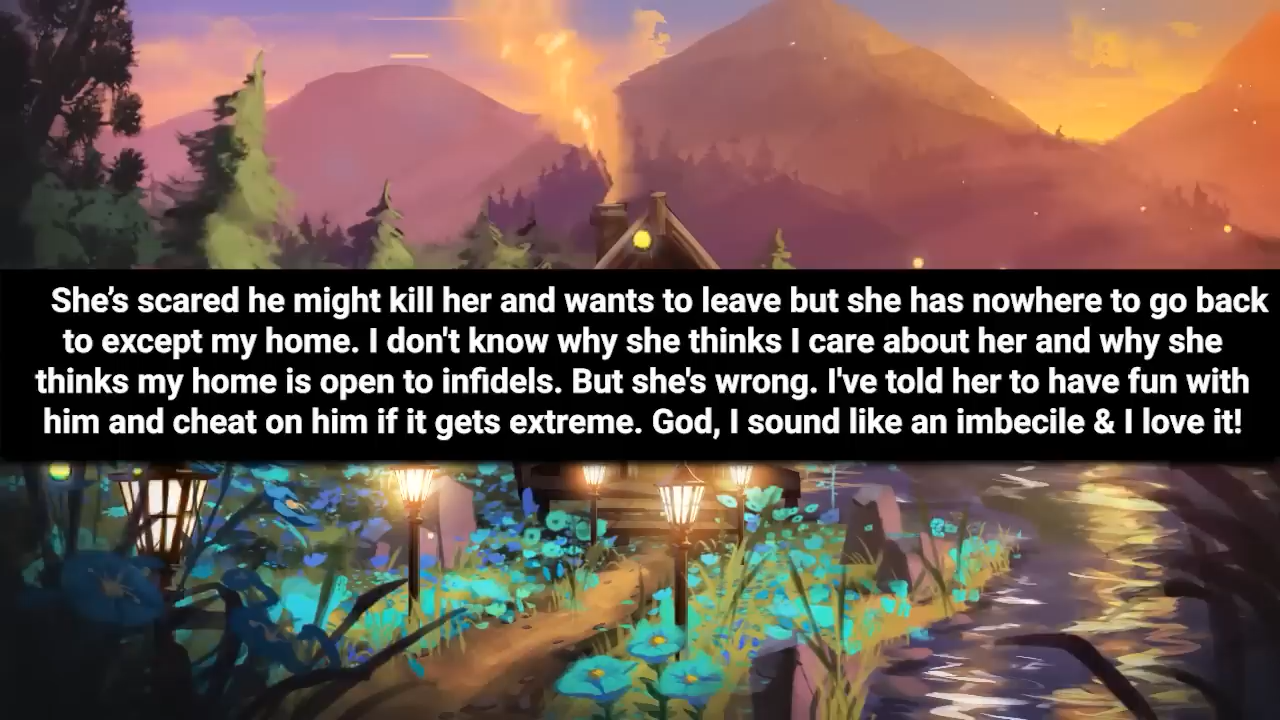 She’s scared he might kill her and wants to leave but she has nowhere to go back
to except my home. I don't know why she thinks I care about her and why she
thinks my home is open to infidels. But she's wrong. I've told her to have fun with
him and cheat on him if it gets extreme. God, I sound like an imbecile & I love it!